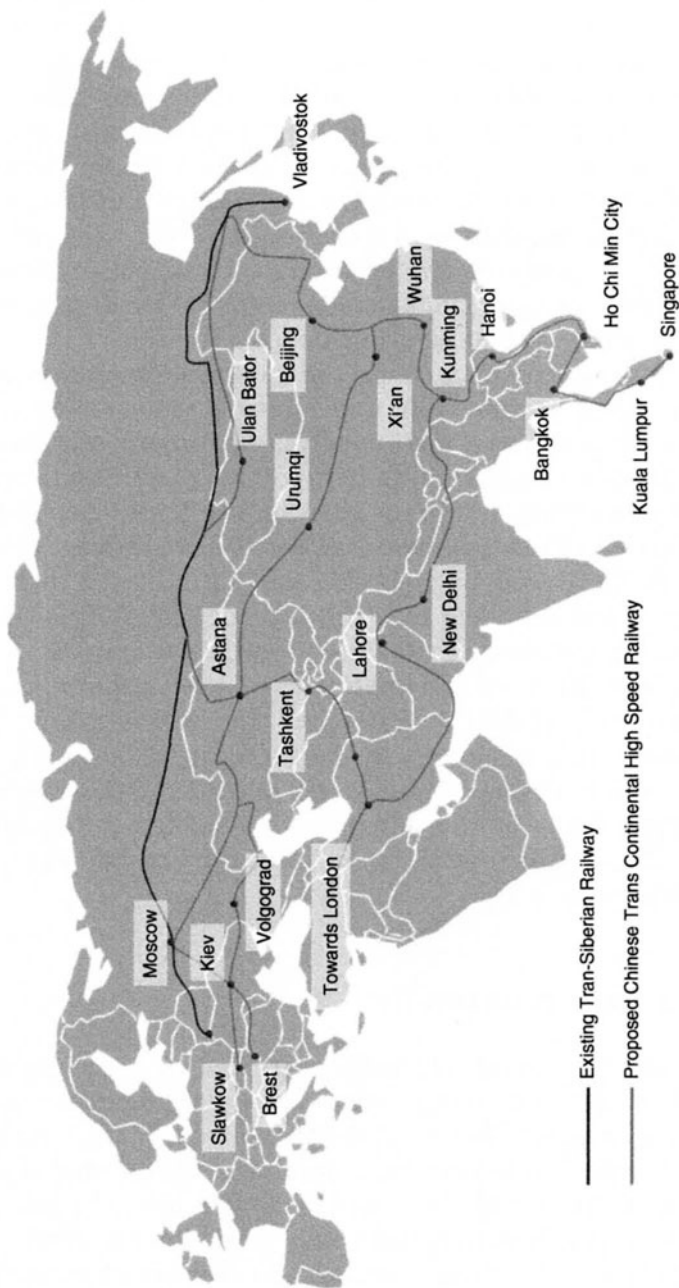 Moscow
Vladivostok
Kiev
Ulan Bator
Slawkow
Astana
Beijing
Volgograd
Urumqi
Brest
Tashkent
Wuhan
Xi'an
Towards London
Lahore
Kunming
New Delhi
Hanoi
Bangkok
Ho Chi Min City
Kuala Lumpur
Singapore
Existing Tran-Siberian Railway
Proposed Chinese Trans Continental High Speed Railway